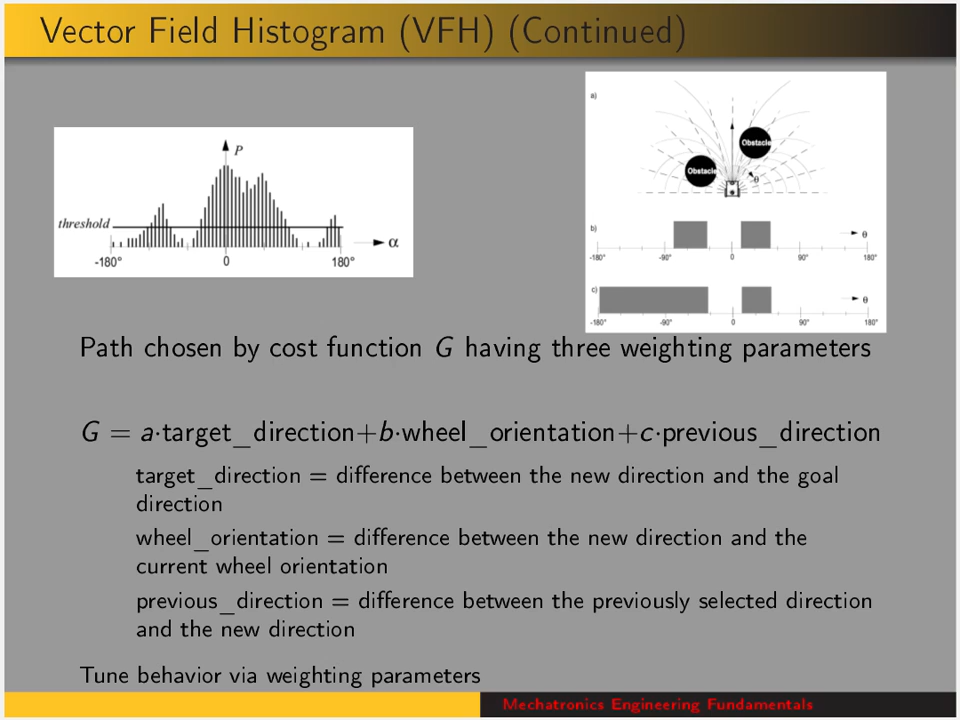 Vector Field Histogram (VFH) (Continued)
P
threshold
α
-180°
0
180°
a)
Obstacle
Obstacle
θ
b)
θ
-180°
-90°
0
90°
180°
c)
θ
-180°
-90°
0
90°
180°
Path chosen by cost function G having three weighting parameters
G = a·target_direction+b·wheel_orientation+c·previous_direction
target_direction = difference between the new direction and the goal
direction
wheel_orientation = difference between the new direction and the
current wheel orientation
previous_direction = difference between the previously selected direction
and the new direction
Tune behavior via weighting parameters
Mechatronics Engineering Fundamentals